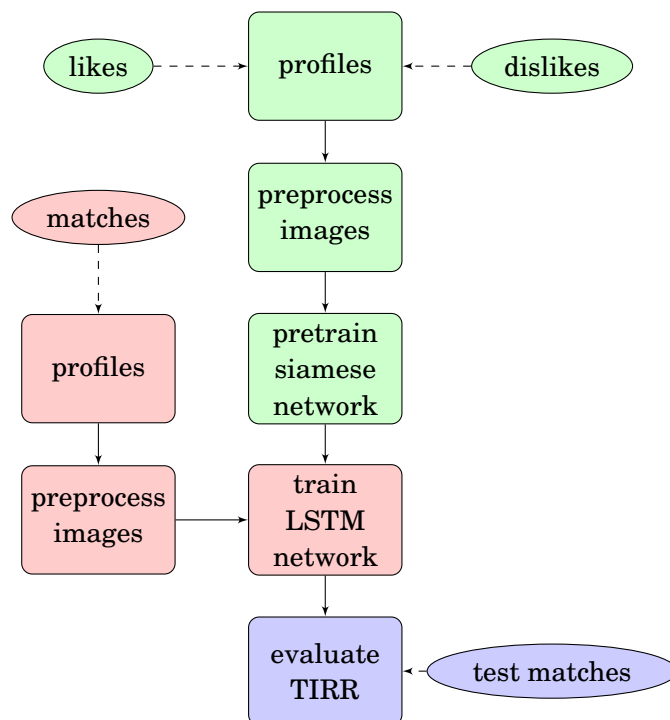 likes
profiles
dislikes
preprocess
images
matches
pretrain
siamese
network
profiles
preprocess
images
train
LSTM
network
evaluate
TIRR
test matches